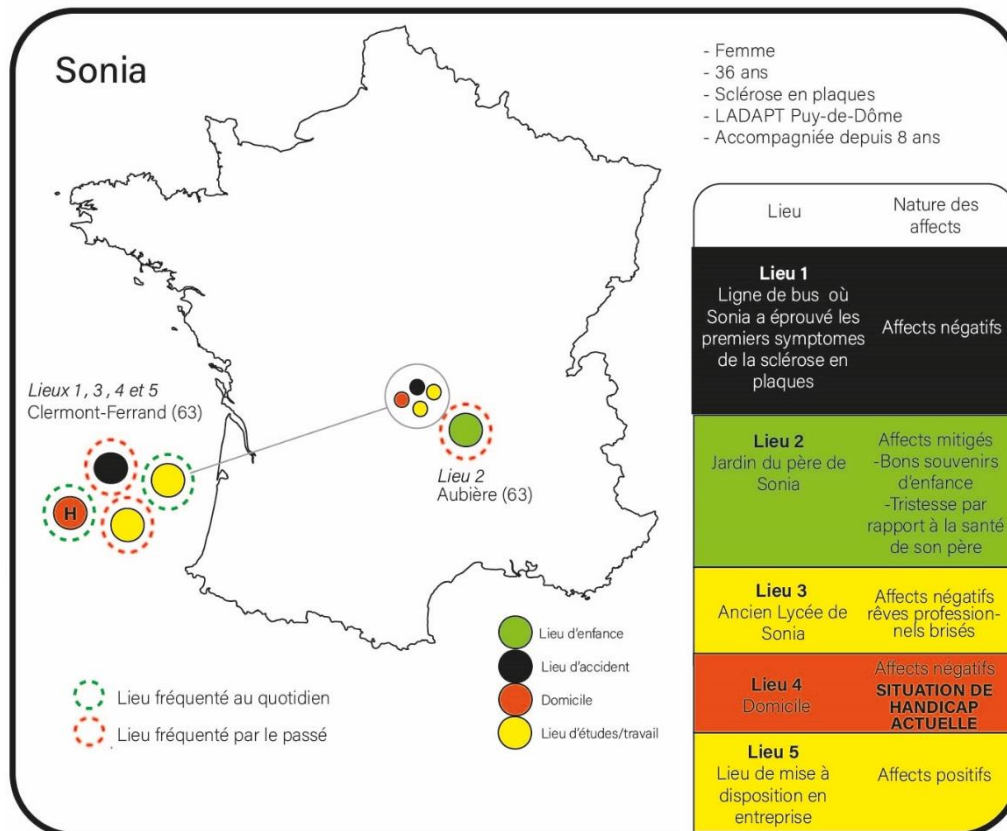 Sonia
- Femme
- 36 ans
- Sclérose en plaques
- LADAPT Puy-de-Dôme
- Accompagnée depuis 8 ans
Lieu
Nature des
affects
Lieu 1
Ligne de bus où
Sonia a éprouvé les
premiers symptomes
de la sclérose en
plaques
Affects négatifs
Lieu 2
Jardin du père de
Sonia
Affects mitigés
-Bons souvenirs
d'enfance
-Tristesse par
rapport à la santé
de son père
Lieu 3
Ancien Lycée de
Sonia
Affects négatifs
rêves profession-
nels brisés
Lieu 4
Domicile
Affects négatifs
SITUATION DE
HANDICAP
ACTUELLE
Lieu 5
Lieu de mise à
disposition en
entreprise
Affects positifs
Lieux 1, 3, 4 et 5
Clermont-Ferrand (63)
H
Lieu 2
Aubière (63)
Lieu d'enfance
Lieu d'accident
Domicile
Lieu d'études/travail
Lieu fréquenté au quotidien
Lieu fréquenté par le passé